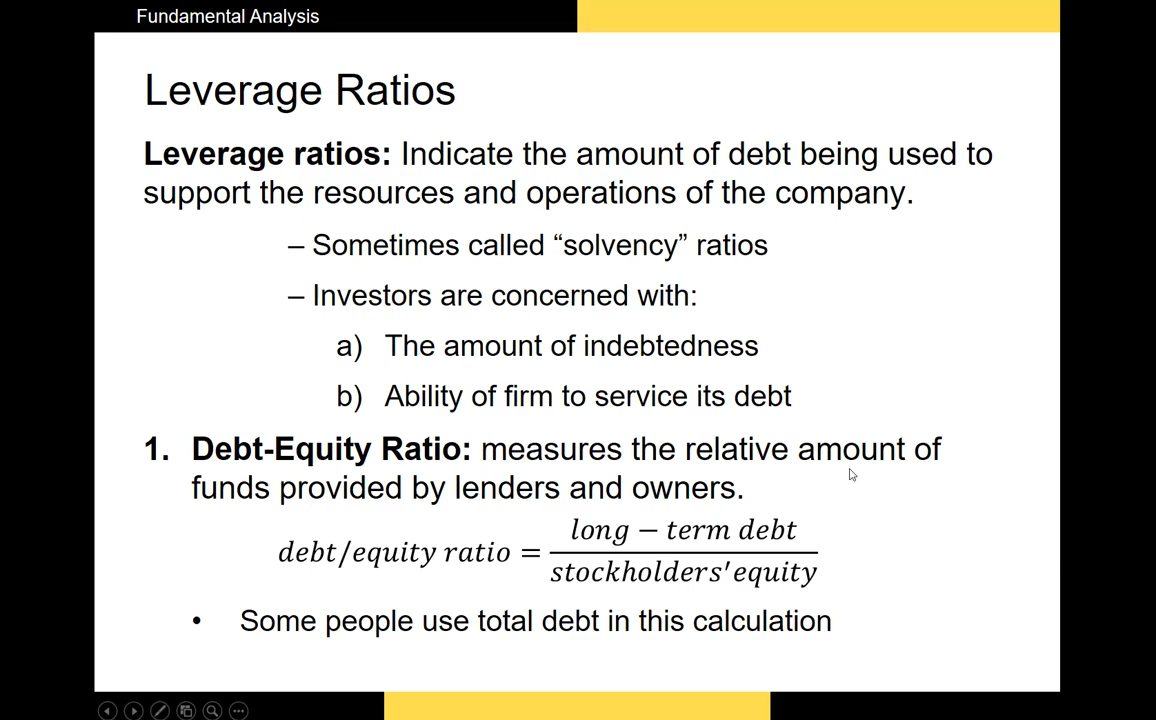 Fundamental Analysis
Leverage Ratios
Leverage ratios: Indicate the amount of debt being used to
support the resources and operations of the company.
– Sometimes called “solvency” ratios
– Investors are concerned with:
a) The amount of indebtedness
b) Ability of firm to service its debt
1. Debt-Equity Ratio: measures the relative amount of
funds provided by lenders and owners.
debt/equity ratio = long − term debt / stockholders′equity
• Some people use total debt in this calculation